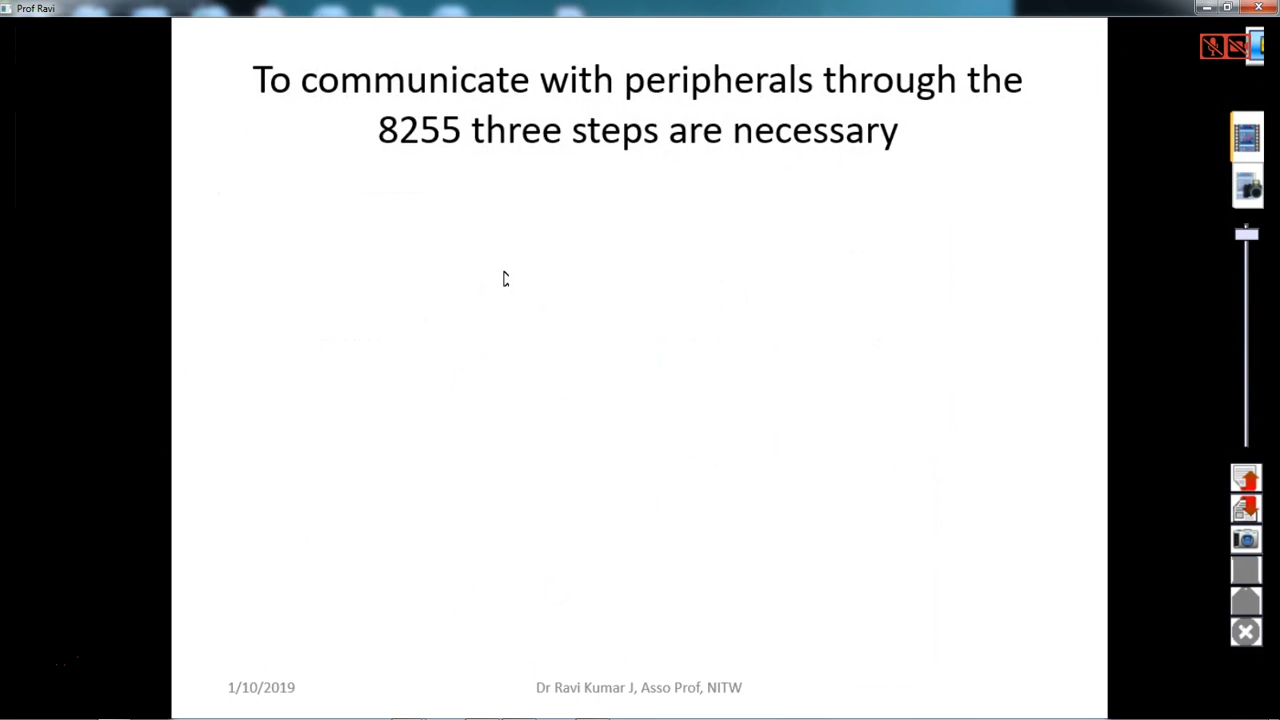 Prof Ravi
To communicate with peripherals through the
8255 three steps are necessary
1/10/2019
Dr Ravi Kumar J, Asso Prof, NITW